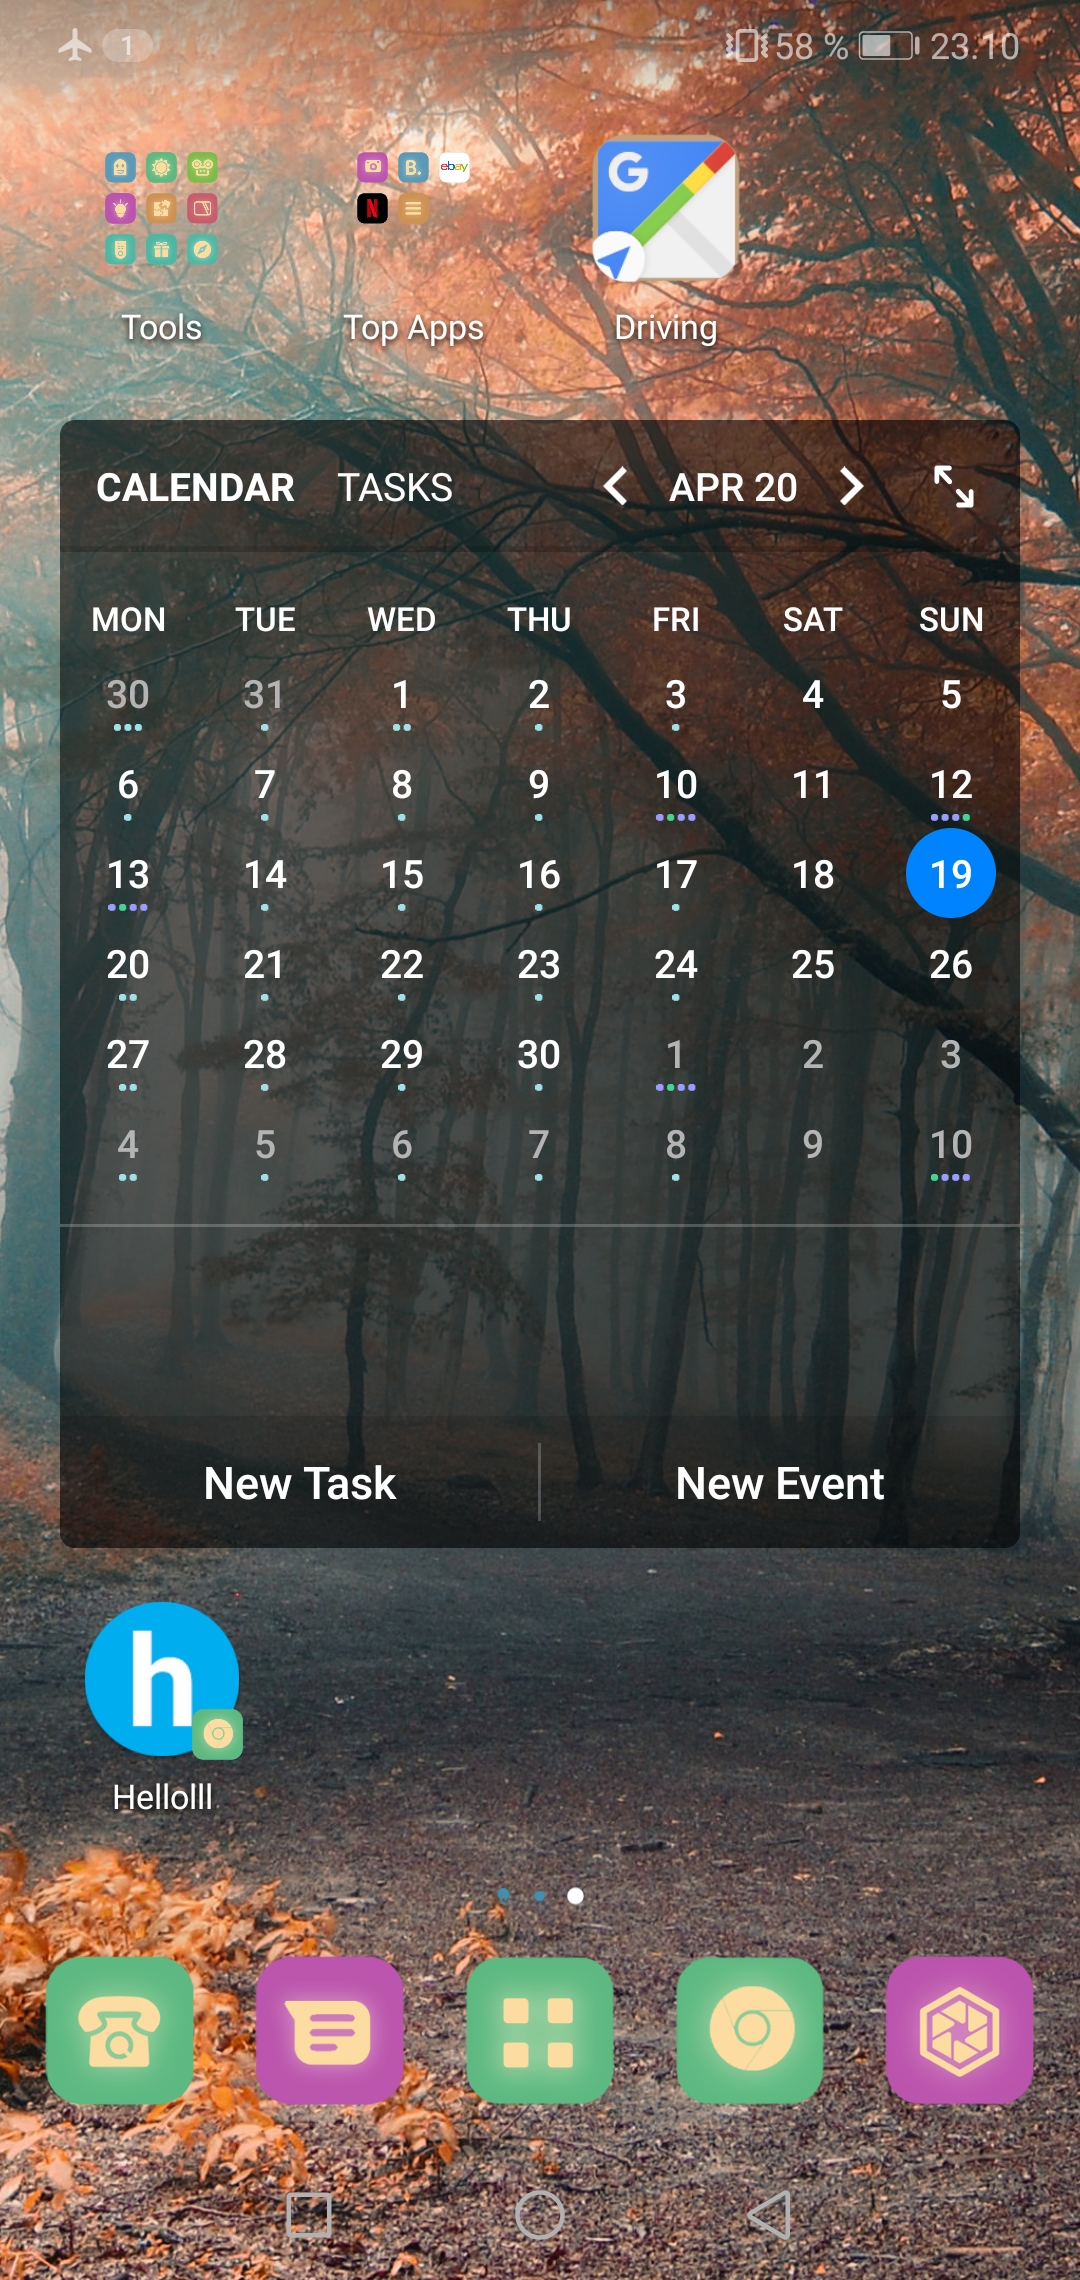 1 58 % 23.10
B. ebay
N
G
Tools Top Apps Driving
CALENDAR TASKS APR 20
MON TUE WED THU FRI SAT SUN
30 31 1 2 3 4 5
6 7 8 9 10 11 12
13 14 15 16 17 18 19
20 21 22 23 24 25 26
27 28 29 30 1 2 3
4 5 6 7 8 9 10
New Task New Event
h
Hellolll